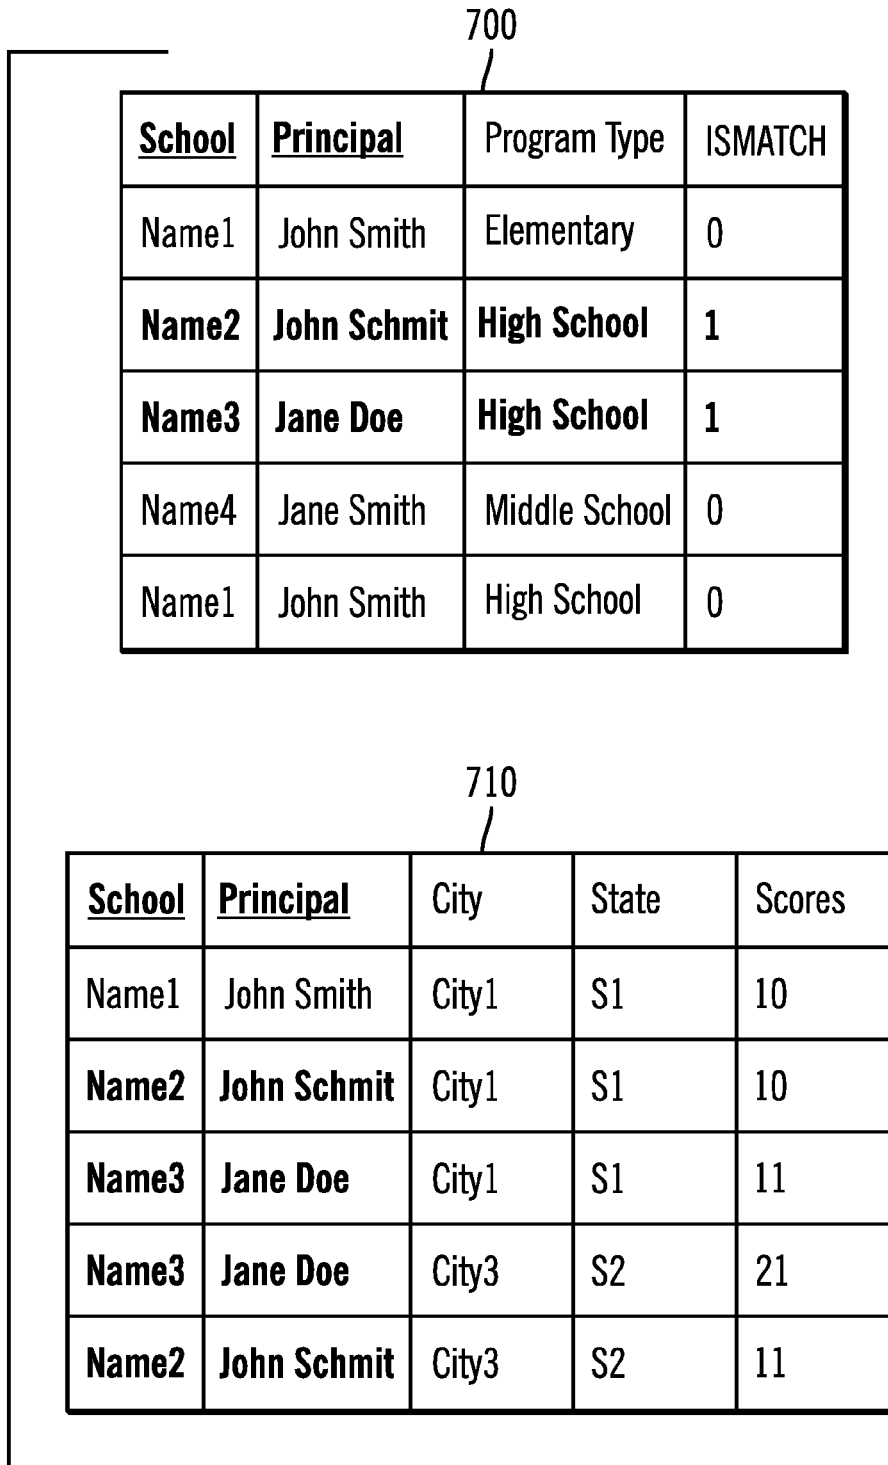 700
School Principal Program Type ISMATCH
Name1 John Smith Elementary 0
Name2 John Schmit High School 1
Name3 Jane Doe High School 1
Name4 Jane Smith Middle School 0
Name1 John Smith High School 0
710
School Principal City State Scores
Name1 John Smith City1 S1 10
Name2 John Schmit City1 S1 10
Name3 Jane Doe City1 S1 11
Name3 Jane Doe City3 S2 21
Name2 John Schmit City3 S2 11